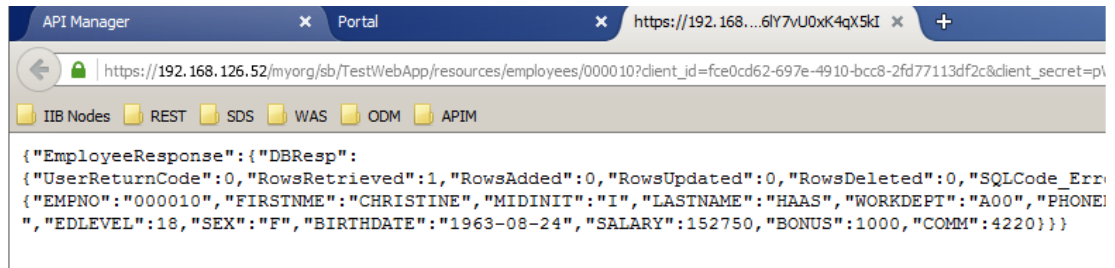 API Manager
Portal
https://192.168....6lY7vU0xK4qX5kI
https://192.168.126.52/myorg/sb/TestWebApp/resources/employees/000010?client_id=fce0cd62-697e-4910-bcc8-2fd77113df2c&client_secret=pV
IIB Nodes REST SDS WAS ODM APIM
{"EmployeeResponse":{"DBResp":
{"UserReturnCode":0,"RowsRetrieved":1,"RowsAdded":0,"RowsUpdated":0,"RowsDeleted":0,"SQLCode_Erro
{"EMPNO":"000010","FIRSTNME":"CHRISTINE","MIDINIT":"I","LASTNAME":"HAAS","WORKDEPT":"A00","PHONE
","EDLEVEL":18,"SEX":"F","BIRTHDATE":"1963-08-24","SALARY":152750,"BONUS":1000,"COMM":4220}}}